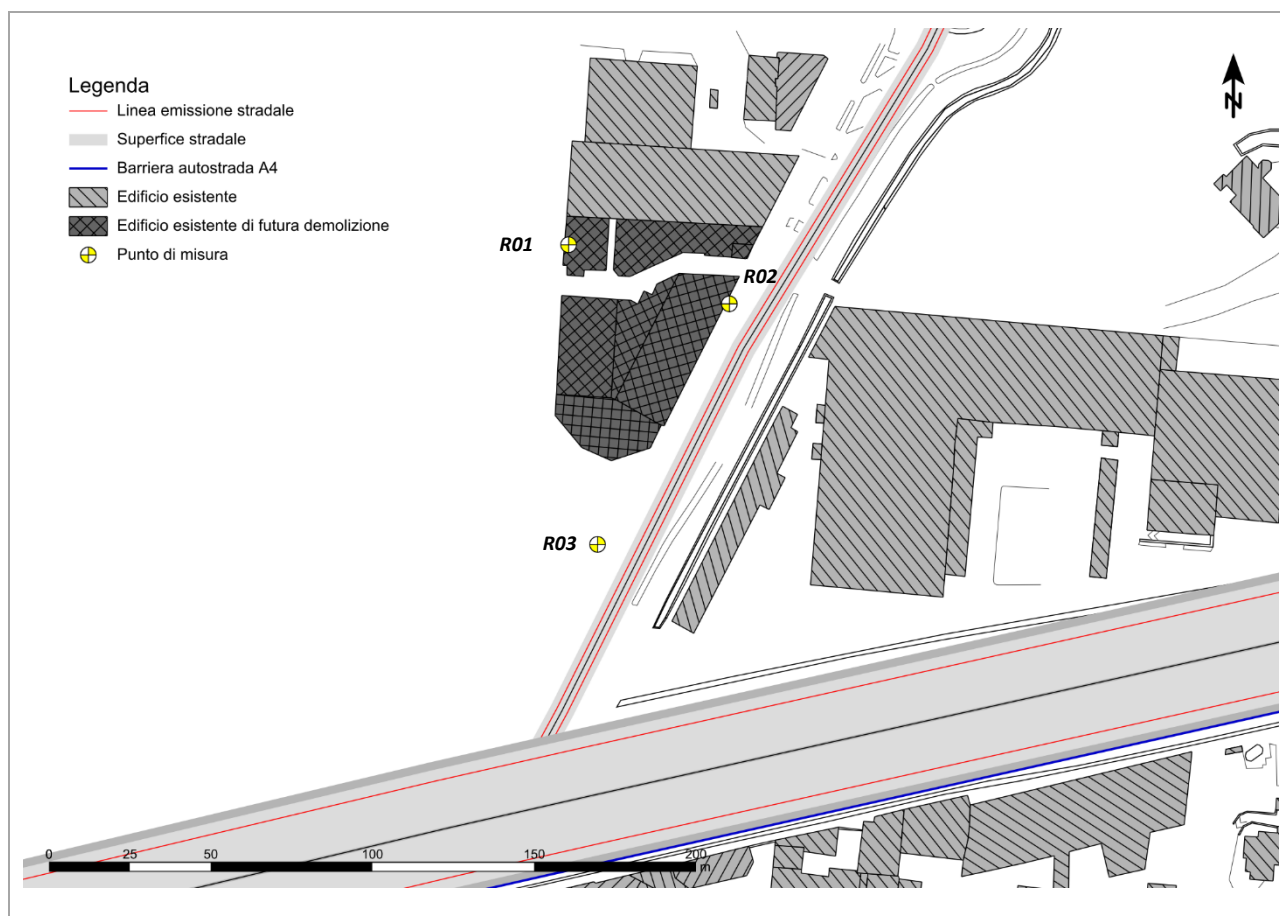 Legenda
Linea emissione stradale
Superfice stradale
Barriera autostrada A4
Edificio esistente
Edificio esistente di futura demolizione
Punto di misura
N
R01
R02
R03
0 25 50 100 150 200
m